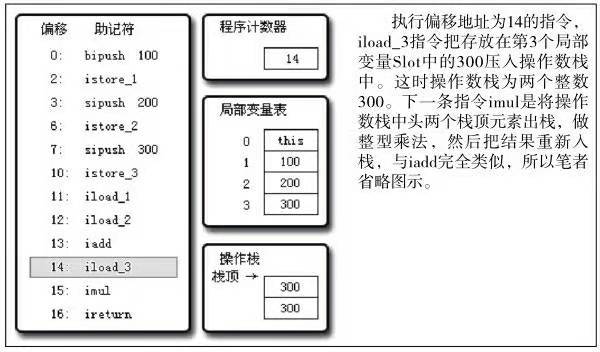 偏移 助记符
0: bipush 100
2: istore_1
3: sipush 200
6: istore_2
7: sipush 300
10: istore_3
11: iload_1
12: iload_2
13: iadd
14: iload_3
15: imul
16: ireturn
程序计数器
14
局部变量表
0 this
1 100
2 200
3 300
操作栈
栈顶 →
300
300
执行偏移地址为14的指令，
iload_3指令把存放在第3个局部
变量Slot中的300压入操作数栈
中。这时操作数栈为两个整数
300。下一条指令imul是将操作
数栈中头两个栈顶元素出栈，做
整型乘法，然后把结果重新入
栈，与iadd完全类似，所以笔者
省略图示。